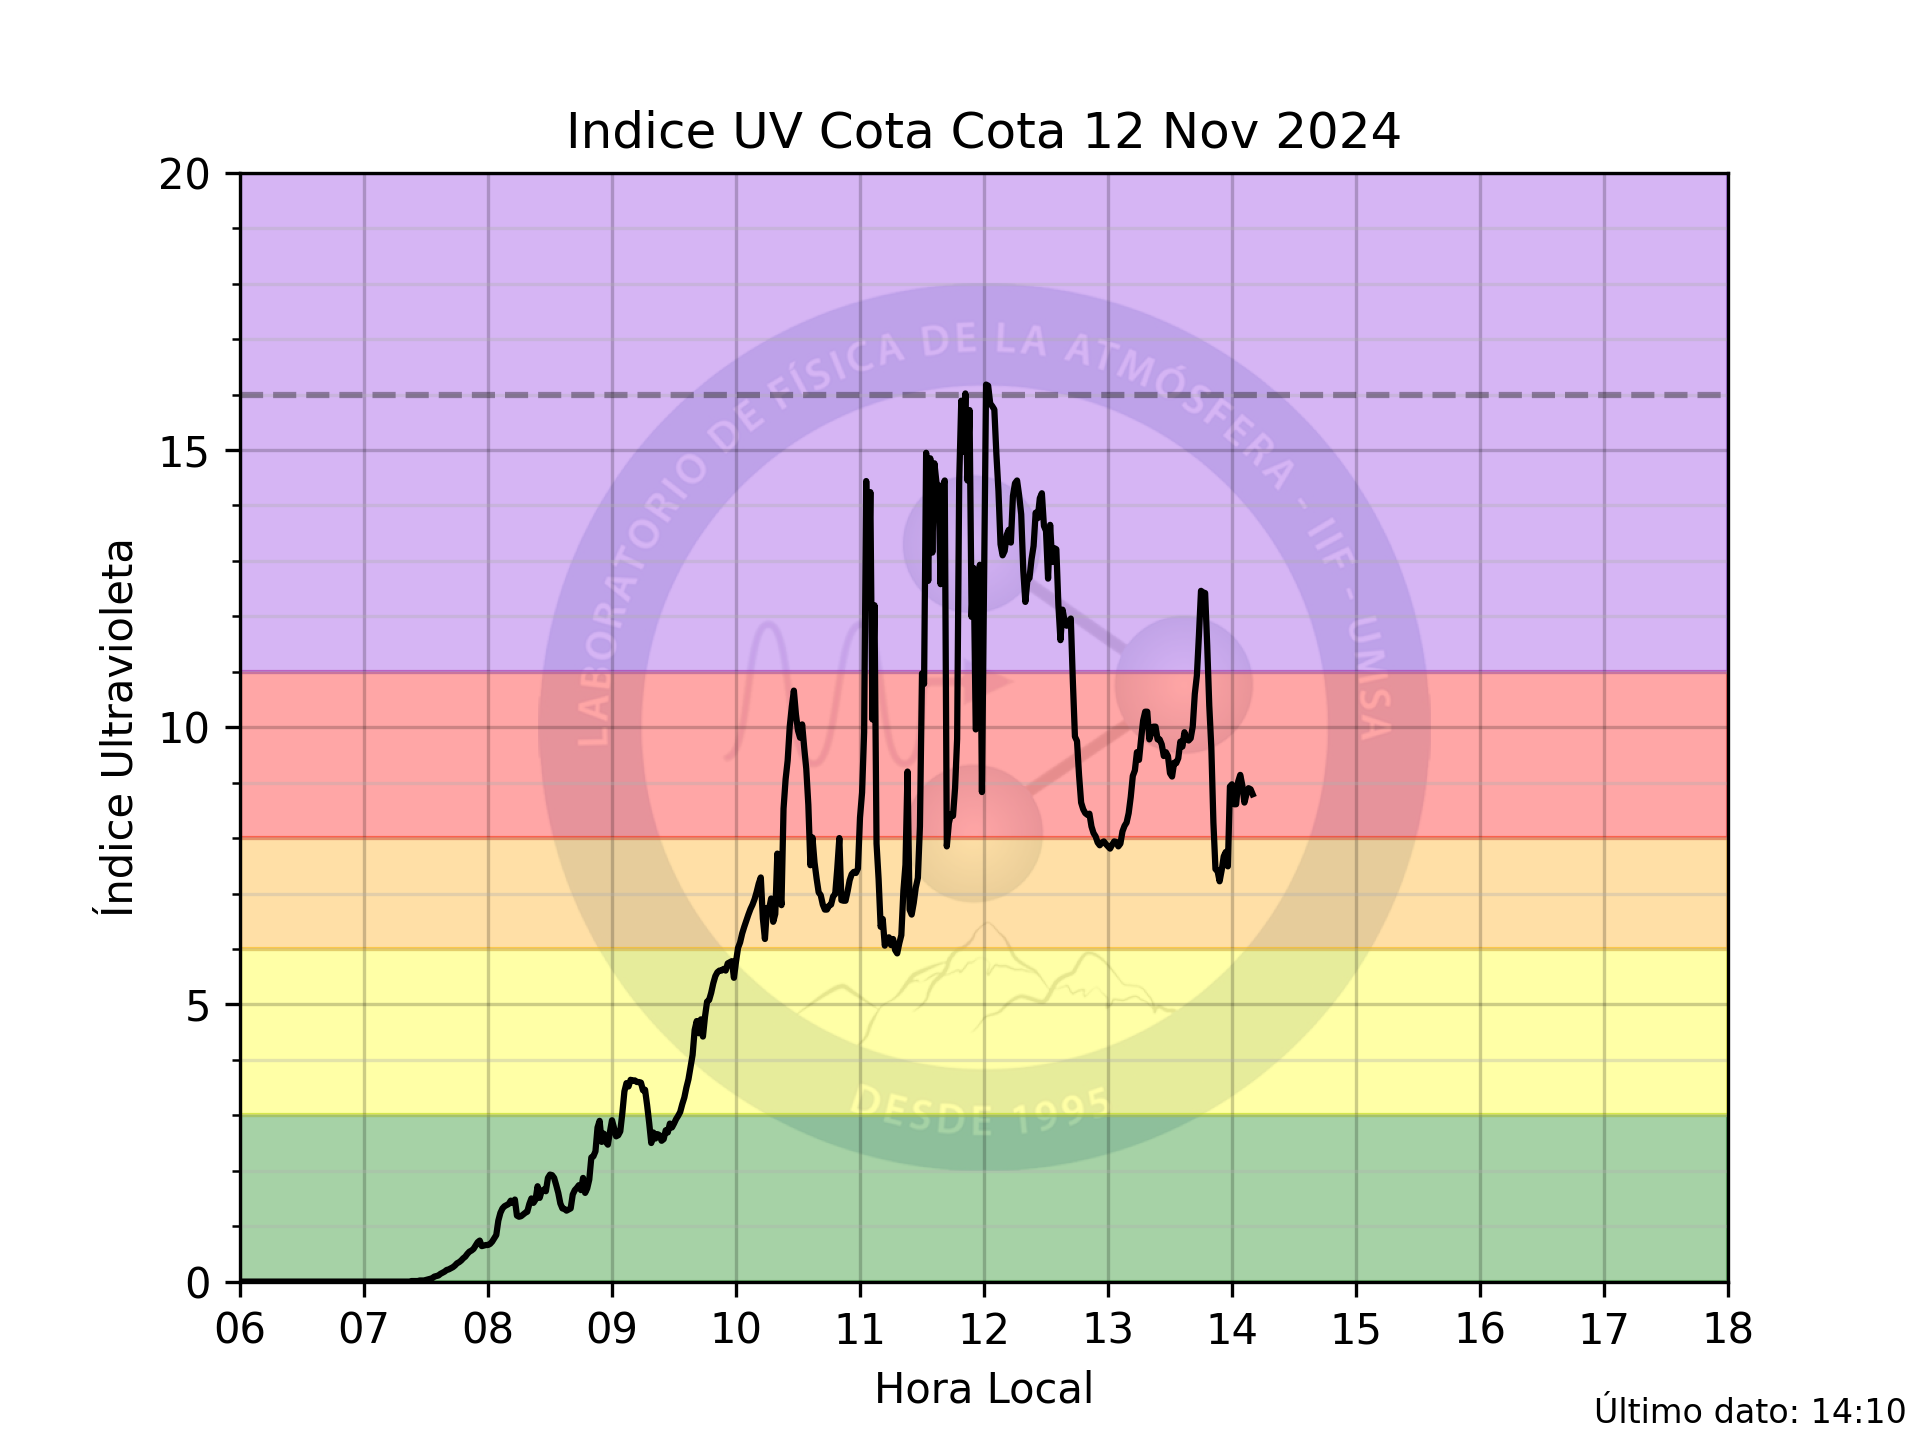 Indice UV Cota Cota 12 Nov 2024
20
15
10
5
0
Índice Ultravioleta
LABORATORIO DE FÍSICA DE LA ATMÓSFERA - IIF - UMSA
DESDE 1995
06 07 08 09 10 11 12 13 14 15 16 17 18
Hora Local
Último dato: 14:10